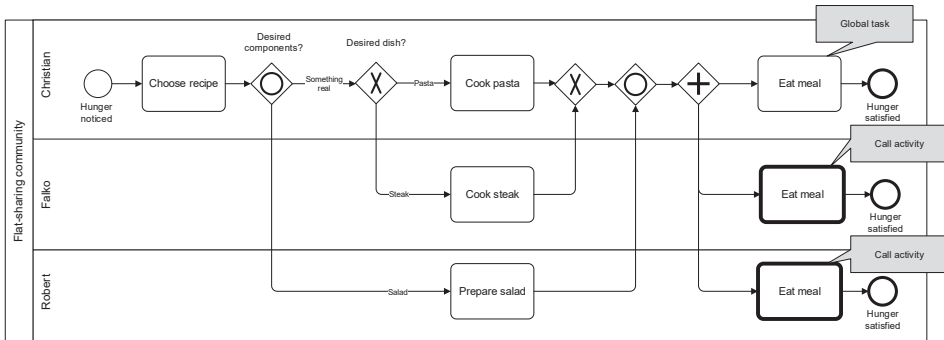 Flat-sharing community
Christian
Falko
Robert
Global task
Desired
components?
Desired dish?
Choose recipe
Something
real
Pasta
Cook pasta
Eat meal
Hunger
noticed
Hunger
satisfied
Call activity
Steak
Cook steak
Eat meal
Hunger
satisfied
Call activity
Salad
Prepare salad
Eat meal
Hunger
satisfied